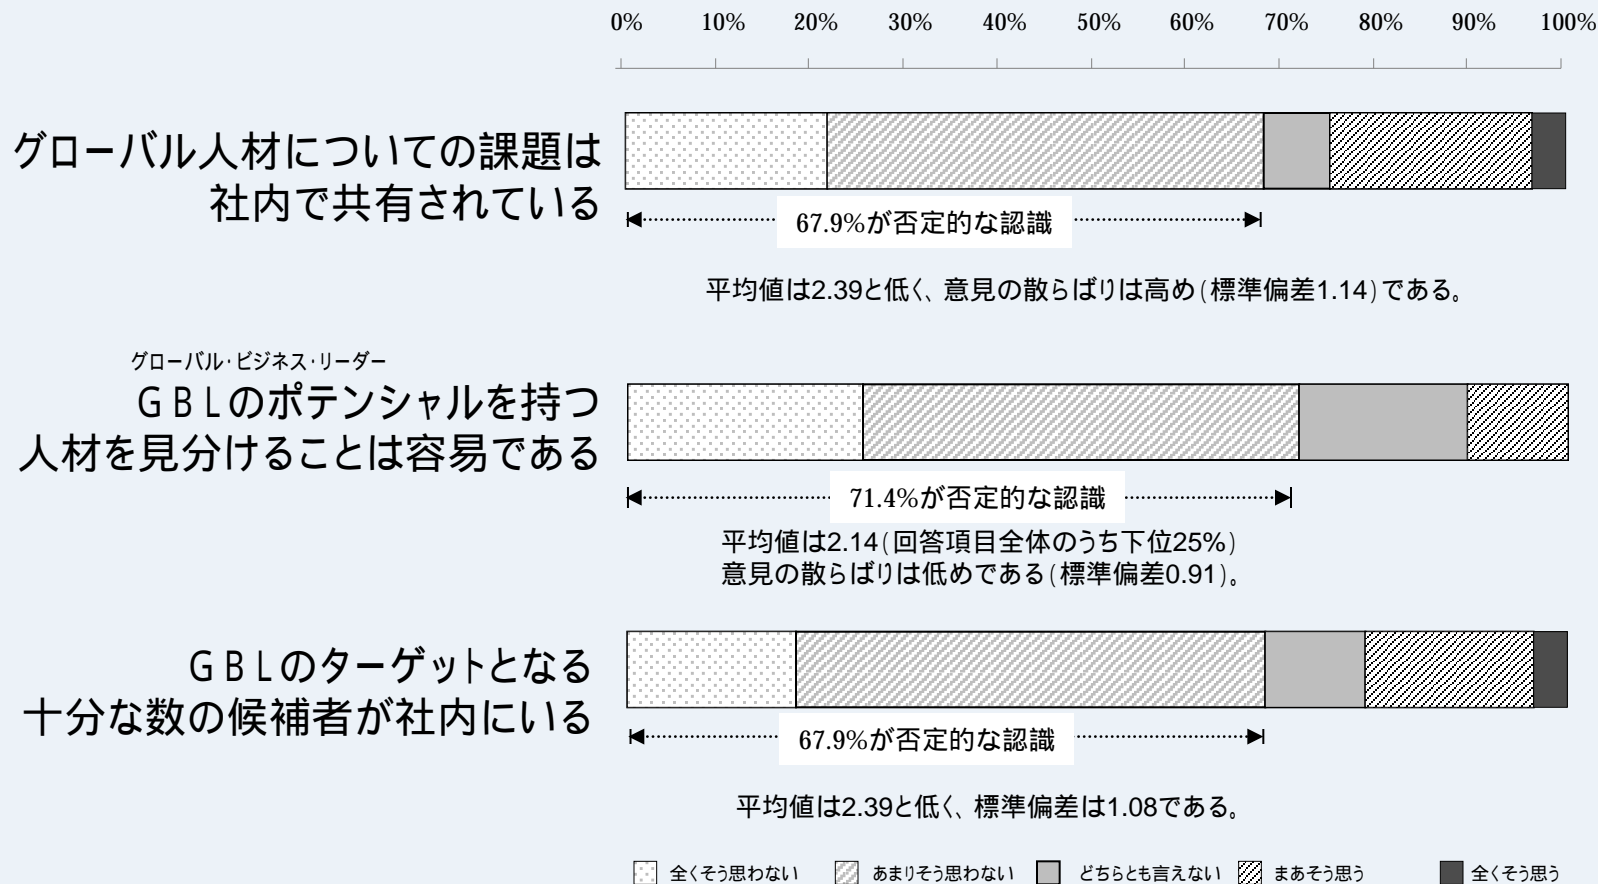 0% 10% 20% 30% 40% 50% 60% 70% 80% 90% 100%
グローバル人材についての課題は
社内で共有されている
67.9%が否定的な認識
平均値は2.39と低く、意見の散らばりは高め(標準偏差1.14)である。
グローバル・ビジネス・リーダー
GBLのポテンシャルを持つ
人材を見分けることは容易である
71.4%が否定的な認識
平均値は2.14(回答項目全体のうち下位25%)
意見の散らばりは低めである(標準偏差0.91)。
GBLのターゲットとなる
十分な数の候補者が社内にいる
67.9%が否定的な認識
平均値は2.39と低く、標準偏差は1.08である。
全くそう思わない あまりそう思わない どちらとも言えない まあそう思う 全くそう思う